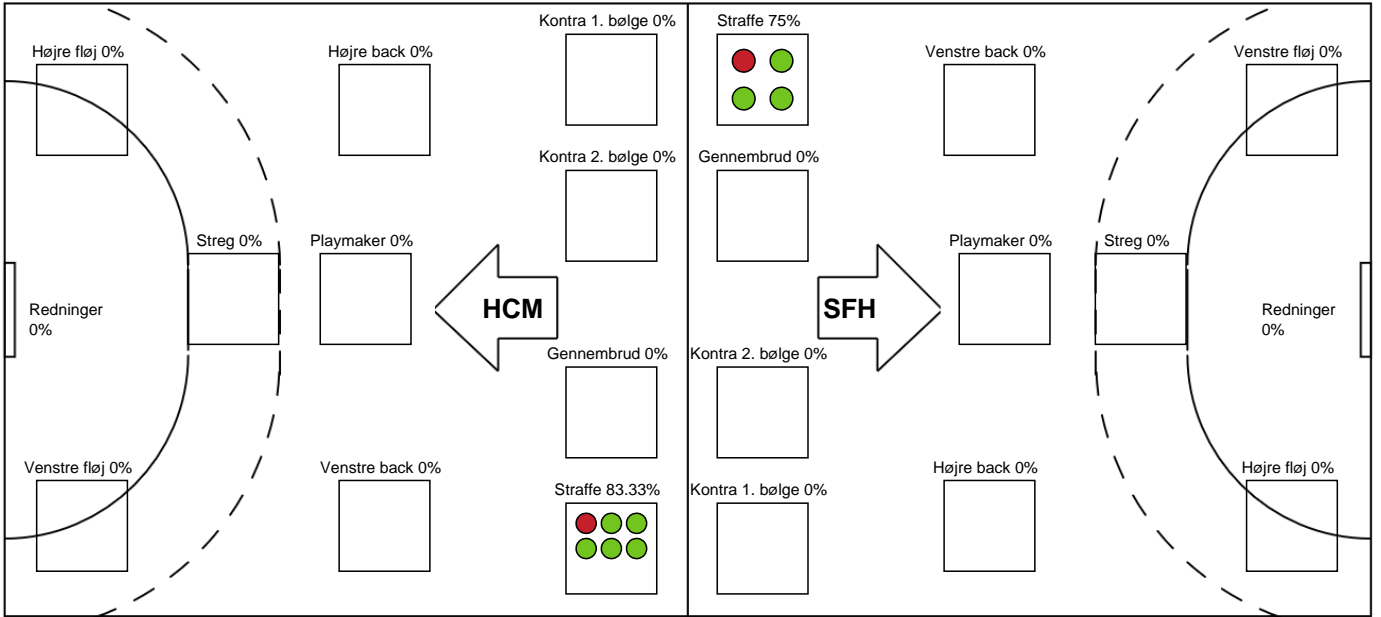 Kontra 1. bølge 0%
Straffe 75%
Højre fløj 0%
Højre back 0%
Venstre back 0%
Venstre fløj 0%
Kontra 2. bølge 0%
Gennembrud 0%
Streg 0%
Playmaker 0%
Playmaker 0%
Streg 0%
Redninger
0%
HCM
SFH
Redninger
0%
Gennembrud 0%
Kontra 2. bølge 0%
Venstre fløj 0%
Venstre back 0%
Højre back 0%
Højre fløj 0%
Straffe 83.33%
Kontra 1. bølge 0%